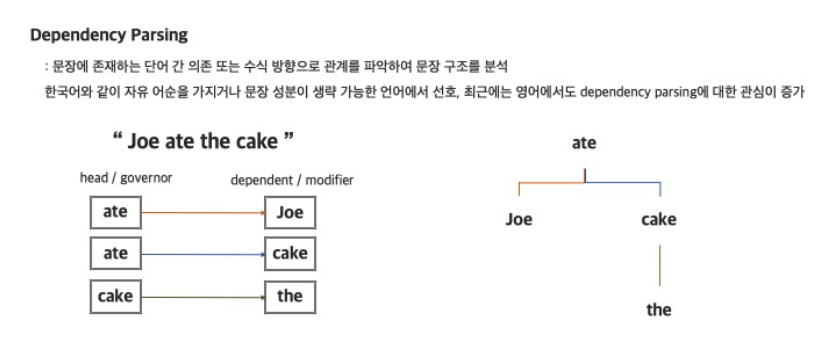 Dependency Parsing
: 문장에 존재하는 단어 간 의존 또는 수식 방향으로 관계를 파악하여 문장 구조를 분석
한국어와 같이 자유 어순을 가지거나 문장 성분이 생략 가능한 언어에서 선호, 최근에는 영어에서도 dependency parsing에 대한 관심이 증가
“ Joe ate the cake ”
head / governor dependent / modifier
ate Joe
ate cake
cake the
ate
Joe cake
the